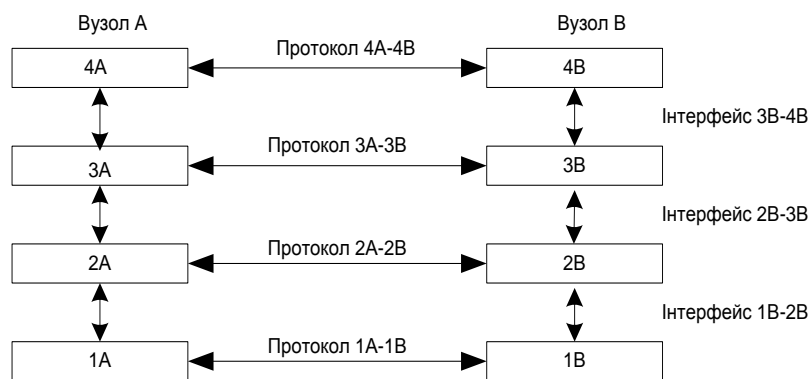 Вузол А
Вузол В
4А
Протокол 4А-4В
4В
Інтерфейс 3В-4В
3А
Протокол 3А-3В
3В
Інтерфейс 2В-3В
2А
Протокол 2А-2В
2В
Інтерфейс 1В-2В
1А
Протокол 1А-1В
1В